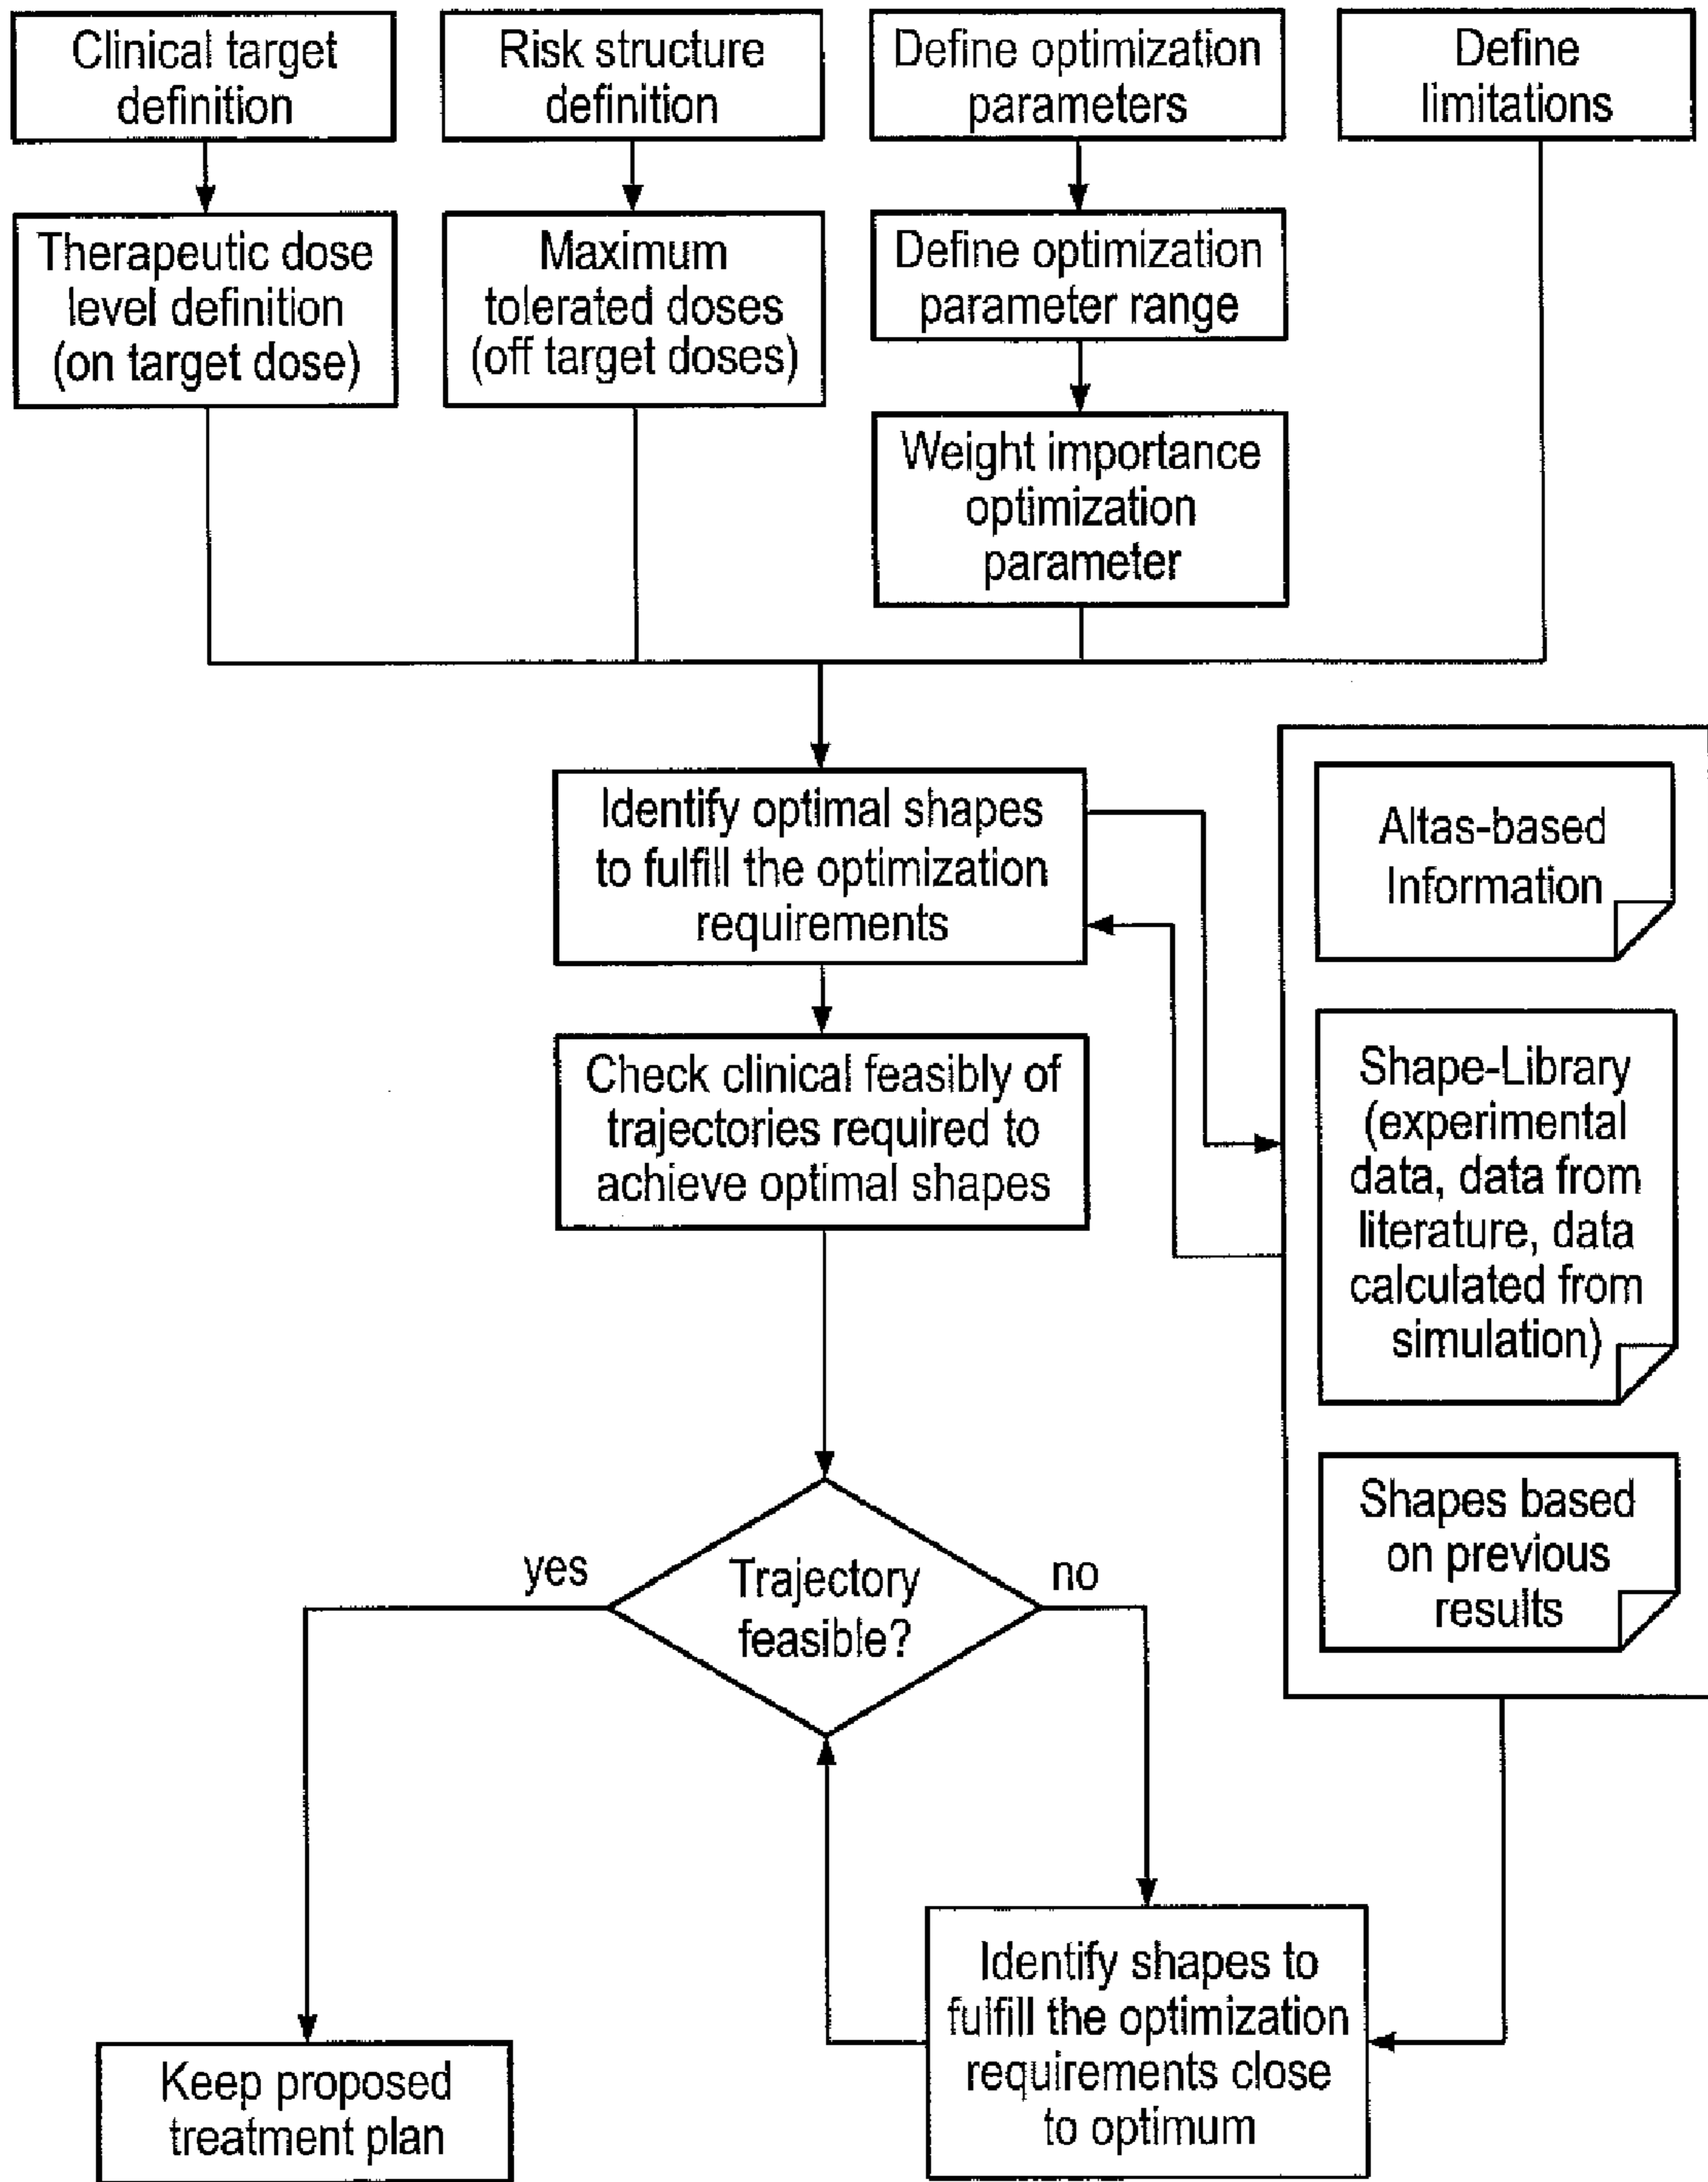 Clinical target
definition
Risk structure
definition
Define optimization
parameters
Define
limitations
Therapeutic dose
level definition
(on target dose)
Maximum
tolerated doses
(off target doses)
Define optimization
parameter range
Weight importance
optimization
parameter
Identify optimal shapes
to fulfill the optimization
requirements
Altas-based
Information
Check clinical feasibly of
trajectories required to
achieve optimal shapes
Shape-Library
(experimental
data, data from
literature, data
calculated from
simulation)
Shapes based
on previous
results
yes
Trajectory
feasible?
no
Identify shapes to
fulfill the optimization
requirements close
to optimum
Keep proposed
treatment plan